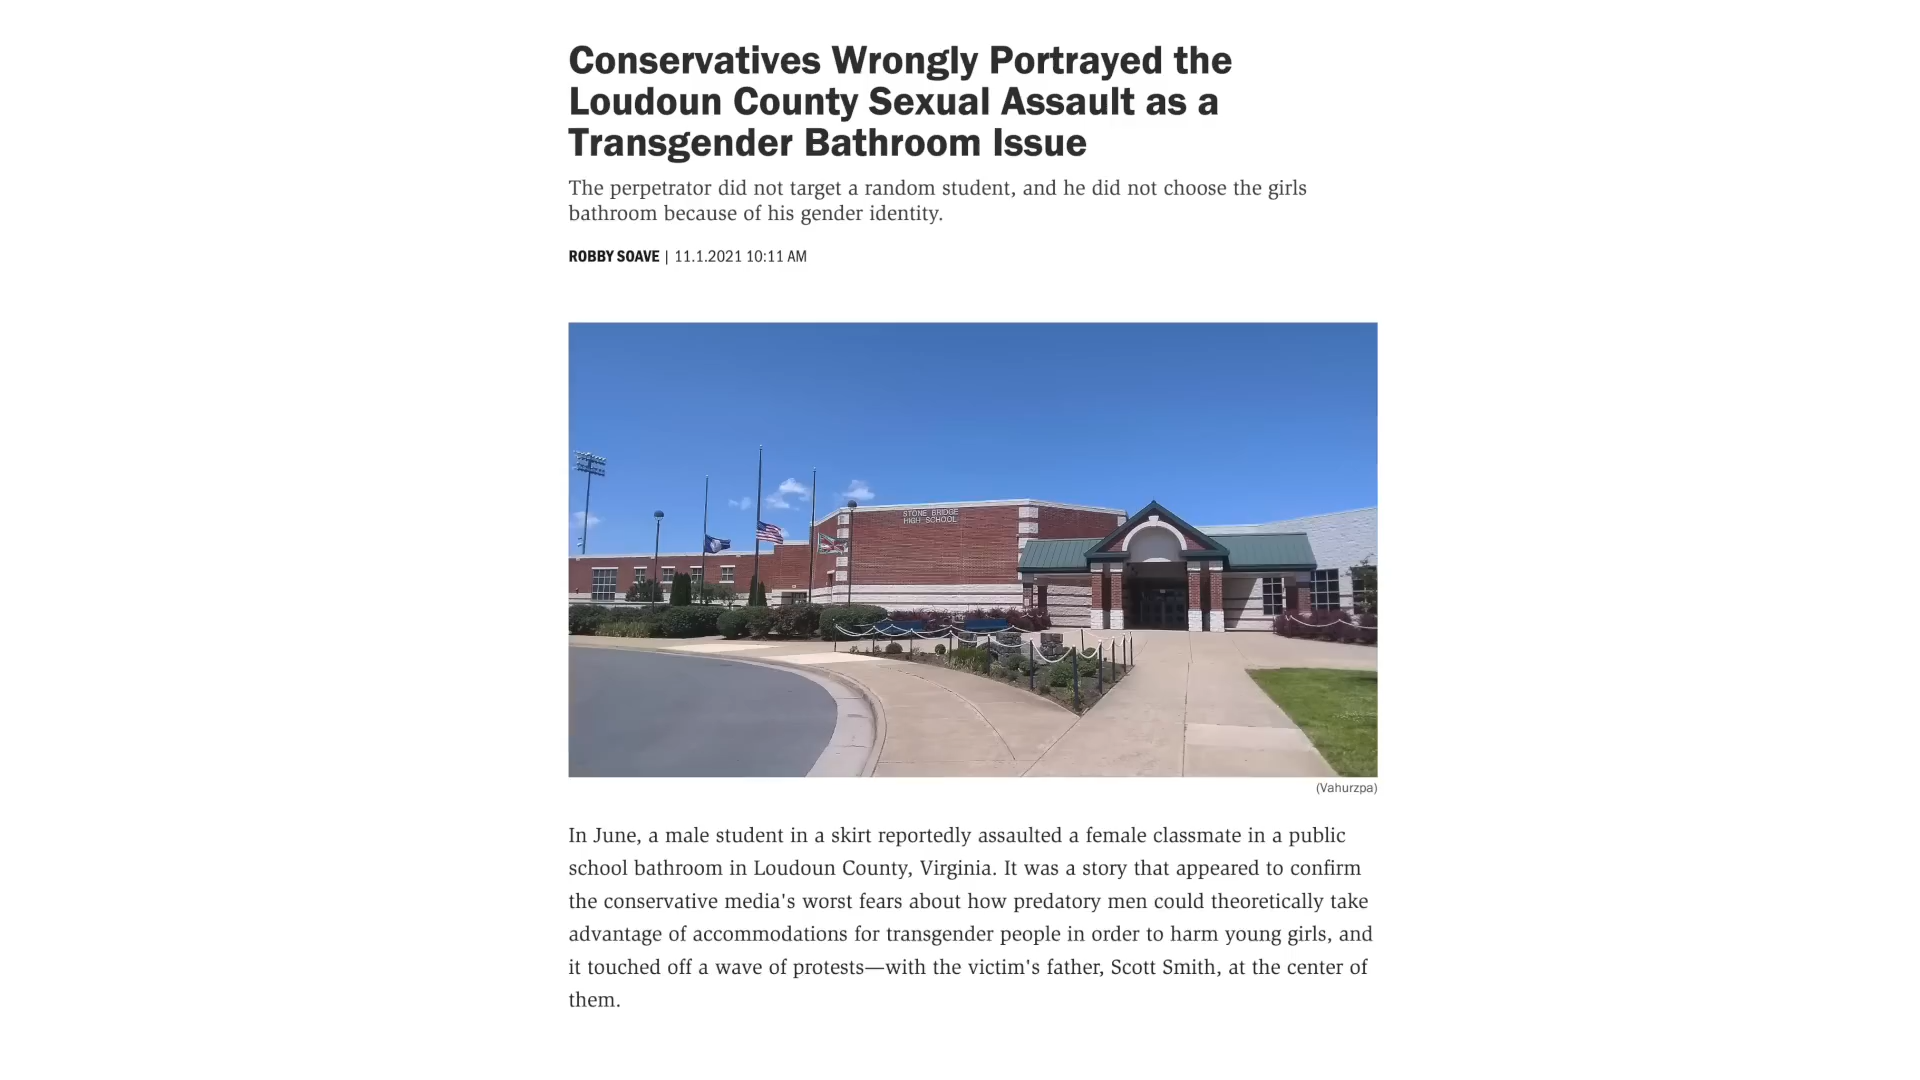 Conservatives Wrongly Portrayed the
Loudoun County Sexual Assault as a
Transgender Bathroom Issue
The perpetrator did not target a random student, and he did not choose the girls
bathroom because of his gender identity.
ROBBY SOAVE | 11.1.2021 10:11 AM
STONE BRIDGE
HIGH SCHOOL
(Vahurzpa)
In June, a male student in a skirt reportedly assaulted a female classmate in a public
school bathroom in Loudoun County, Virginia. It was a story that appeared to confirm
the conservative media's worst fears about how predatory men could theoretically take
advantage of accommodations for transgender people in order to harm young girls, and
it touched off a wave of protests—with the victim's father, Scott Smith, at the center of
them.